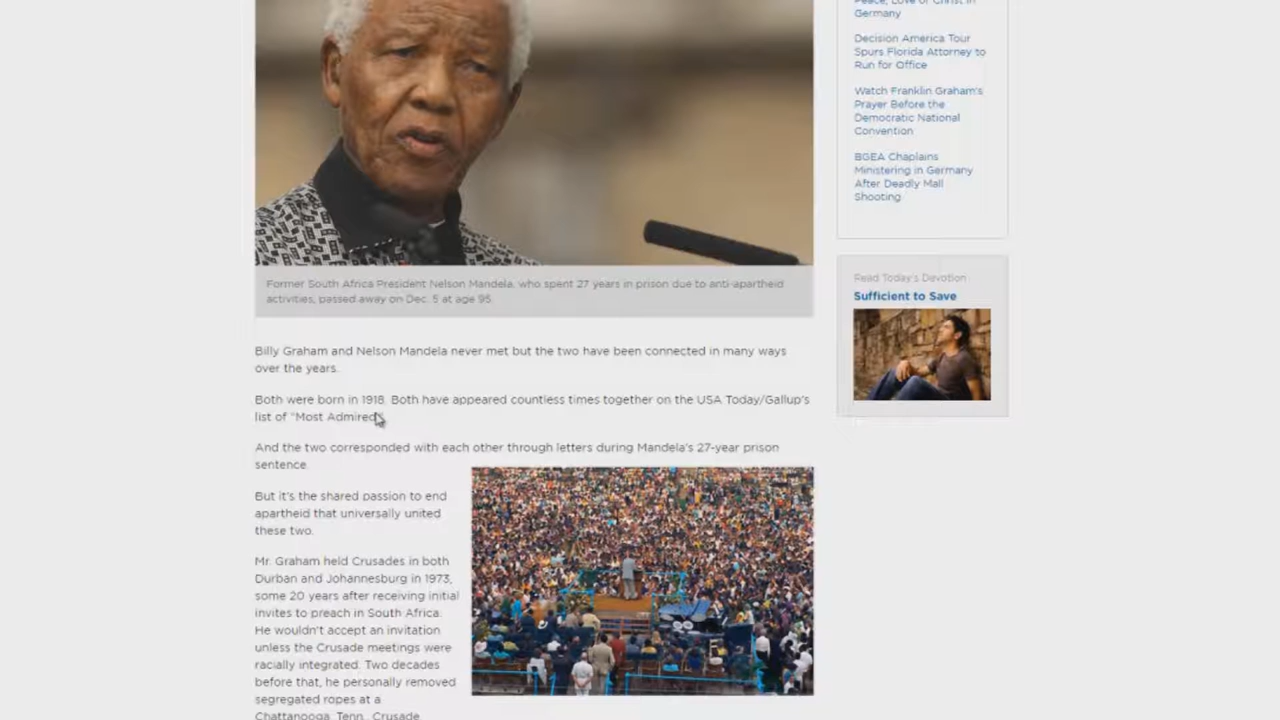 Former South Africa President Nelson Mandela, who spent 27 years in prison due to anti-apartheid
activities, passed away on Dec. 5 at age 95.
Billy Graham and Nelson Mandela never met but the two have been connected in many ways
over the years.
Both were born in 1918. Both have appeared countless times together on the USA Today/Gallup's
list of "Most Admired".
And the two corresponded with each other through letters during Mandela's 27-year prison
sentence.
But it's the shared passion to end
apartheid that universally united
these two.
Mr. Graham held Crusades in both
Durban and Johannesburg in 1973,
some 20 years after receiving initial
invites to preach in South Africa.
He wouldn't accept an invitation
unless the Crusade meetings were
racially integrated. Two decades
before that, he personally removed
segregated ropes at a
Chattanooga, Tenn., Crusade.
Peace, Love of Christ in
Germany
Decision America Tour
Spurs Florida Attorney to
Run for Office
Watch Franklin Graham's
Prayer Before the
Democratic National
Convention
BGEA Chaplains
Ministering in Germany
After Deadly Mall
Shooting
Read Today's Devotion
Sufficient to Save